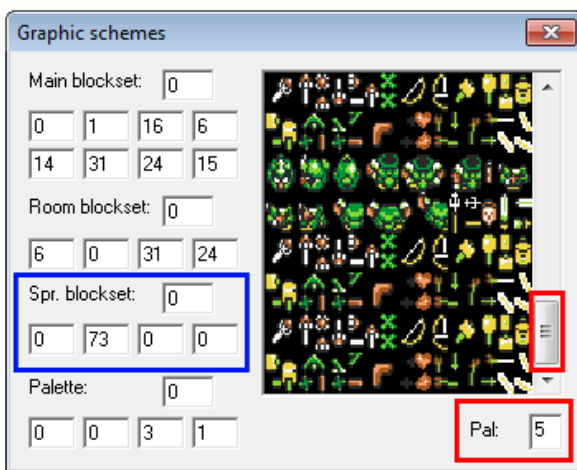 Graphic schemes
Main blockset: 0
0 1 16 6
14 31 24 15
Room blockset: 0
6 0 31 24
Spr. blockset: 0
0 73 0 0
Palette: 0
0 0 3 1
Pal: 5